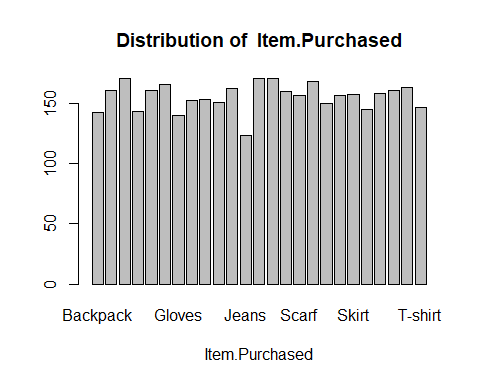 Distribution of  Item.Purchased
150
100
50
0
Backpack Gloves Jeans Scarf Skirt T-shirt
Item.Purchased